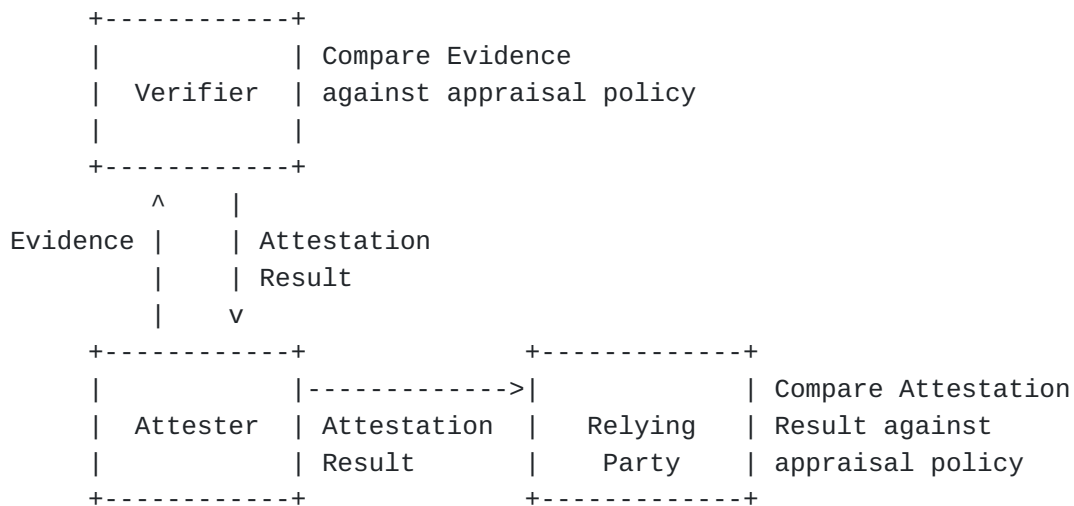 Compare Evidence
Verifier against appraisal policy
Evidence Attestation
Result
Compare Attestation
Attester Attestation Relying Result against
Result Party appraisal policy